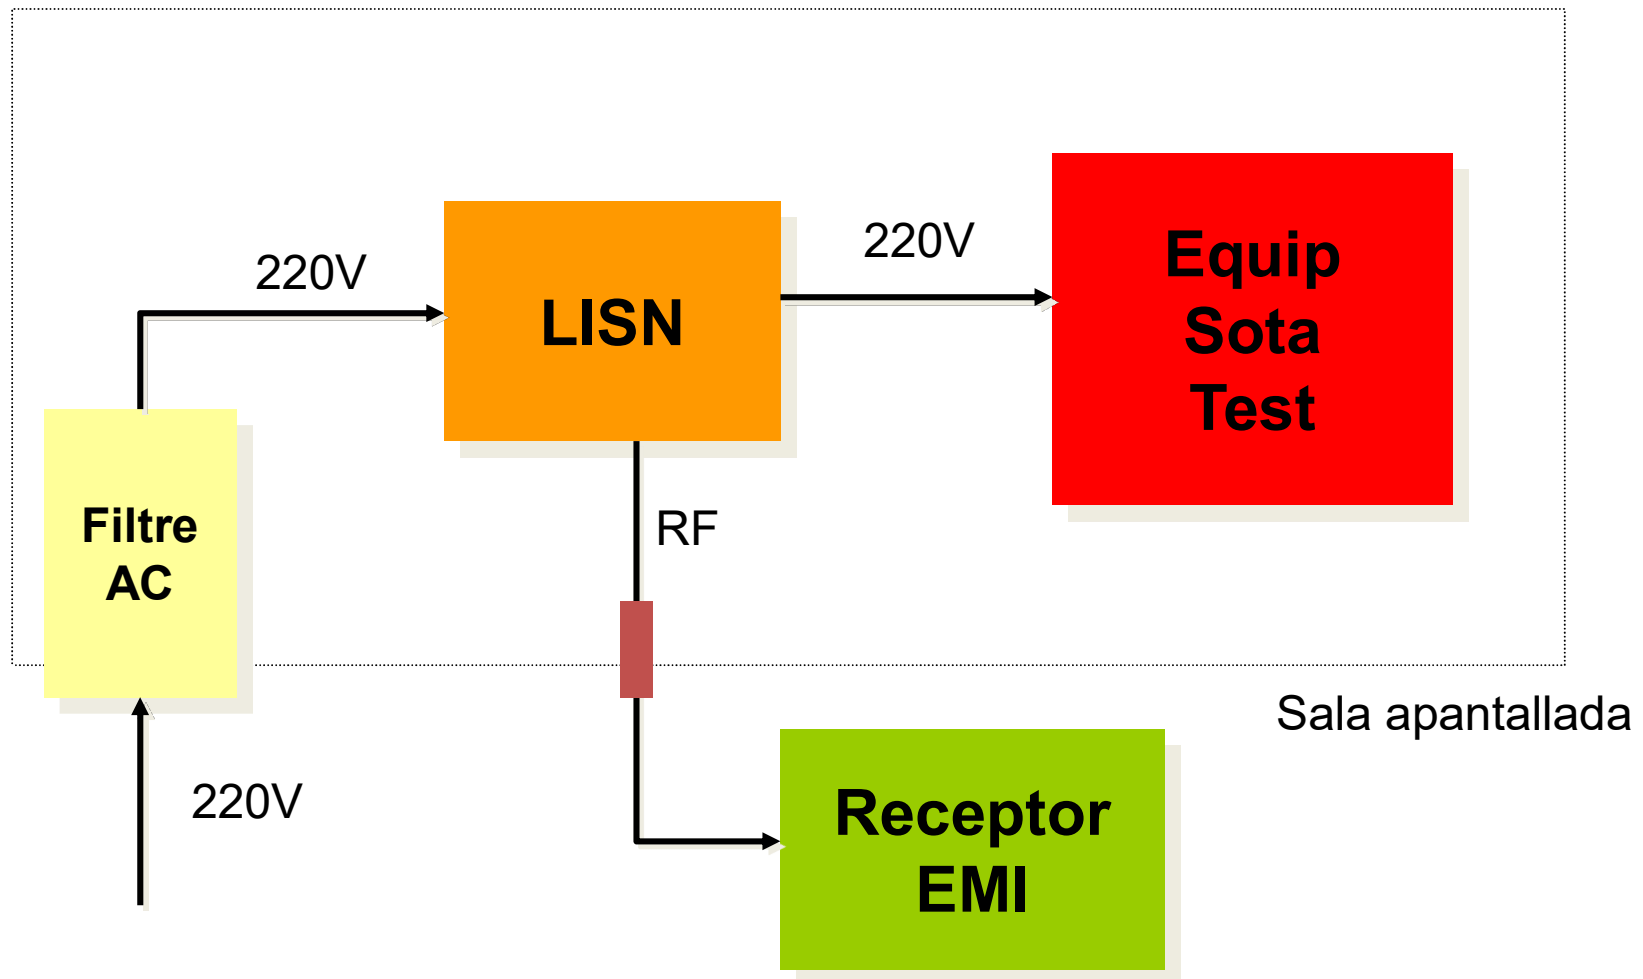 220V
220V
LISN
Equip
Sota
Test
Filtre
AC
RF
Sala apantallada
220V
Receptor
EMI